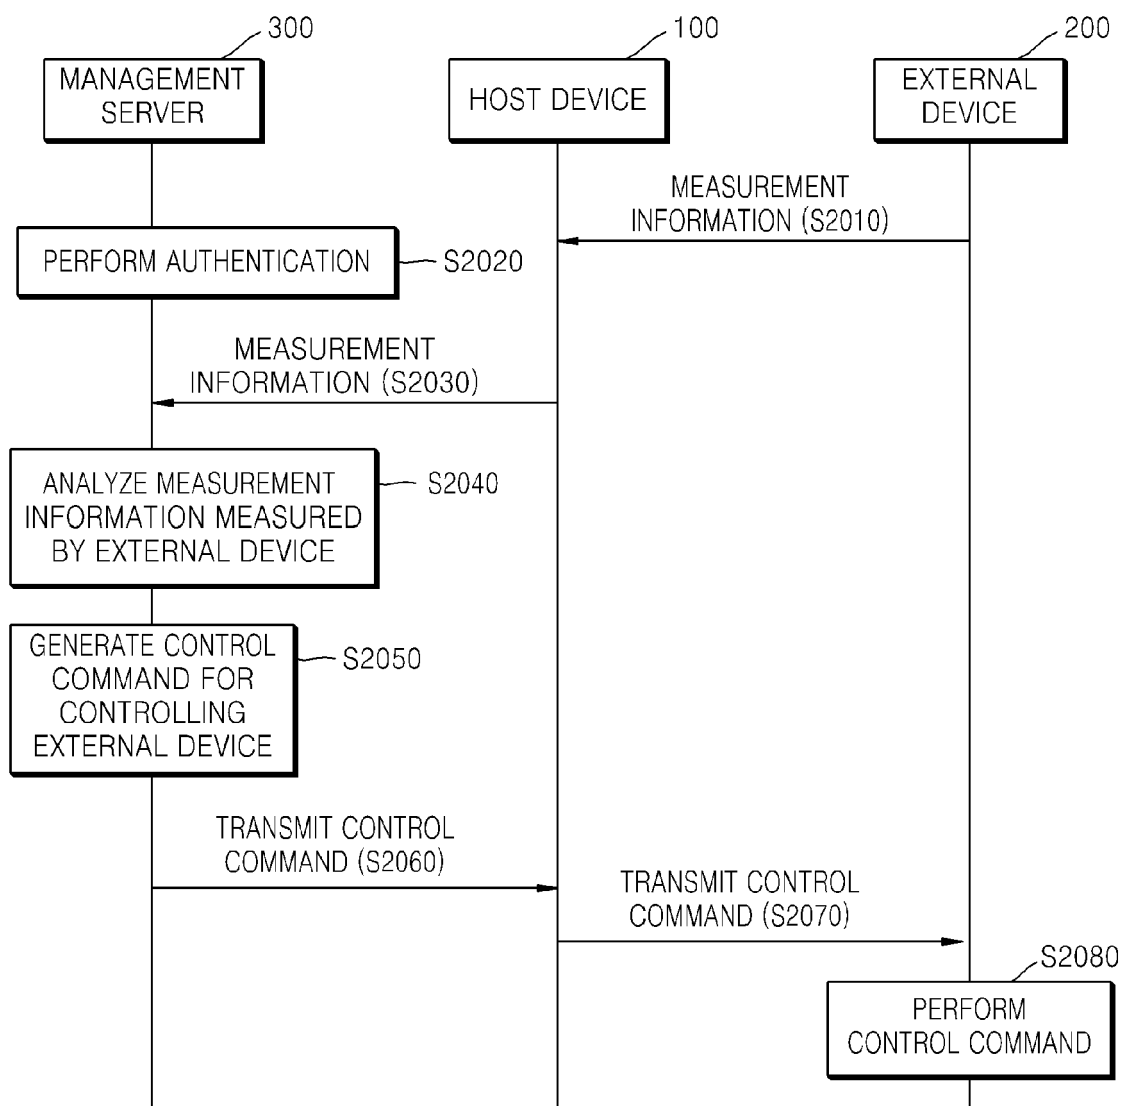 300
100
200
MANAGEMENT
SERVER
HOST DEVICE
EXTERNAL
DEVICE
MEASUREMENT
INFORMATION (S2010)
PERFORM AUTHENTICATION
S2020
MEASUREMENT
INFORMATION (S2030)
ANALYZE MEASUREMENT
INFORMATION MEASURED
BY EXTERNAL DEVICE
S2040
GENERATE CONTROL
COMMAND FOR
CONTROLLING
EXTERNAL DEVICE
S2050
TRANSMIT CONTROL
COMMAND (S2060)
TRANSMIT CONTROL
COMMAND (S2070)
S2080
PERFORM
CONTROL COMMAND